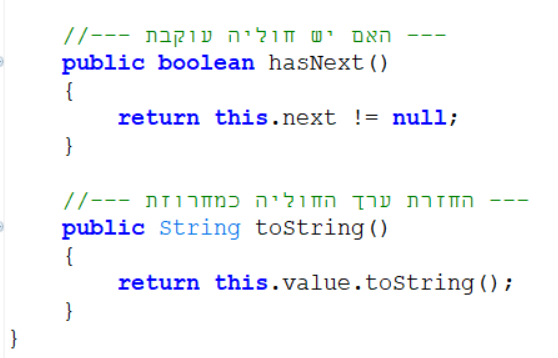 //--- האם יש חוליה עוקבת ---
public boolean hasNext()
{
return this.next != null;
}
//--- החזרת ערך החוליה כמחרוזת ---
public String toString()
{
return this.value.toString();
}
}